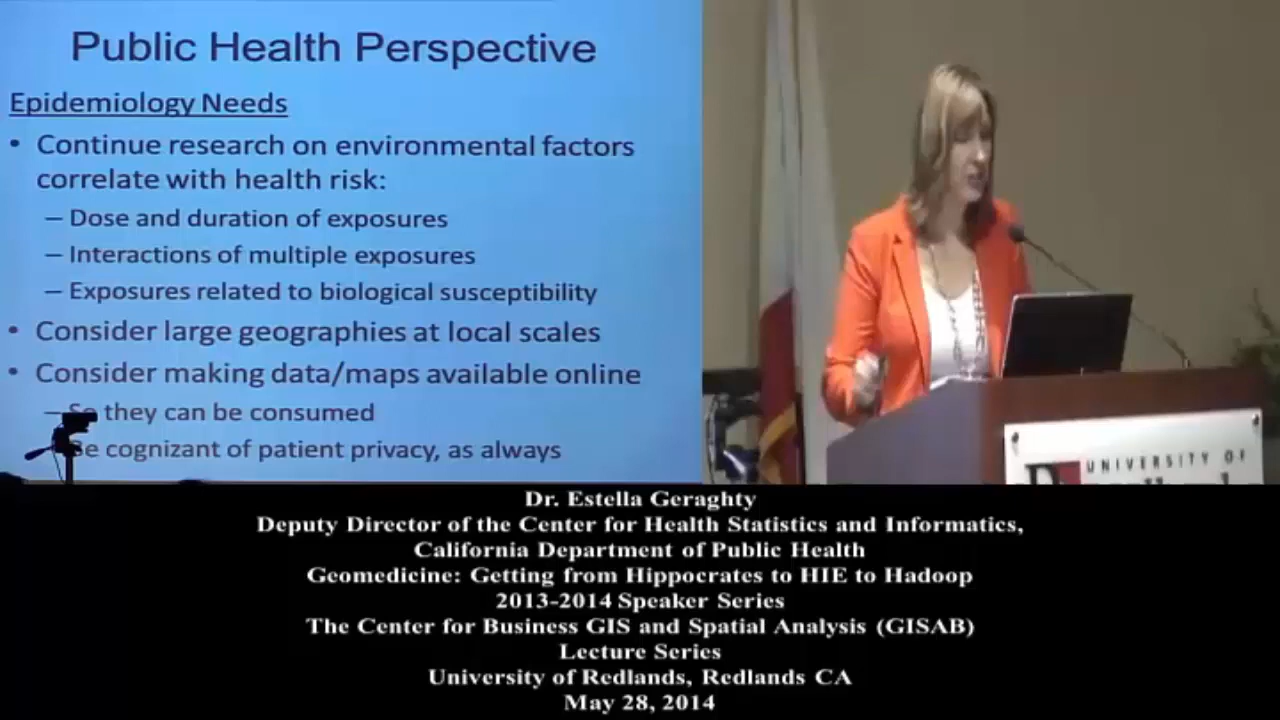 Public Health Perspective
Epidemiology Needs
• Continue research on environmental factors
correlate with health risk:
– Dose and duration of exposures
– Interactions of multiple exposures
– Exposures related to biological susceptibility
• Consider large geographies at local scales
• Consider making data/maps available online
– So they can be consumed
Be cognizant of patient privacy, as always
UNIVERSITY OF
Dr. Estella Geraghty
Deputy Director of the Center for Health Statistics and Informatics,
California Department of Public Health
Geomedicine: Getting from Hippocrates to HIE to Hadoop
2013-2014 Speaker Series
The Center for Business GIS and Spatial Analysis (GISAB)
Lecture Series
University of Redlands, Redlands CA
May 28, 2014